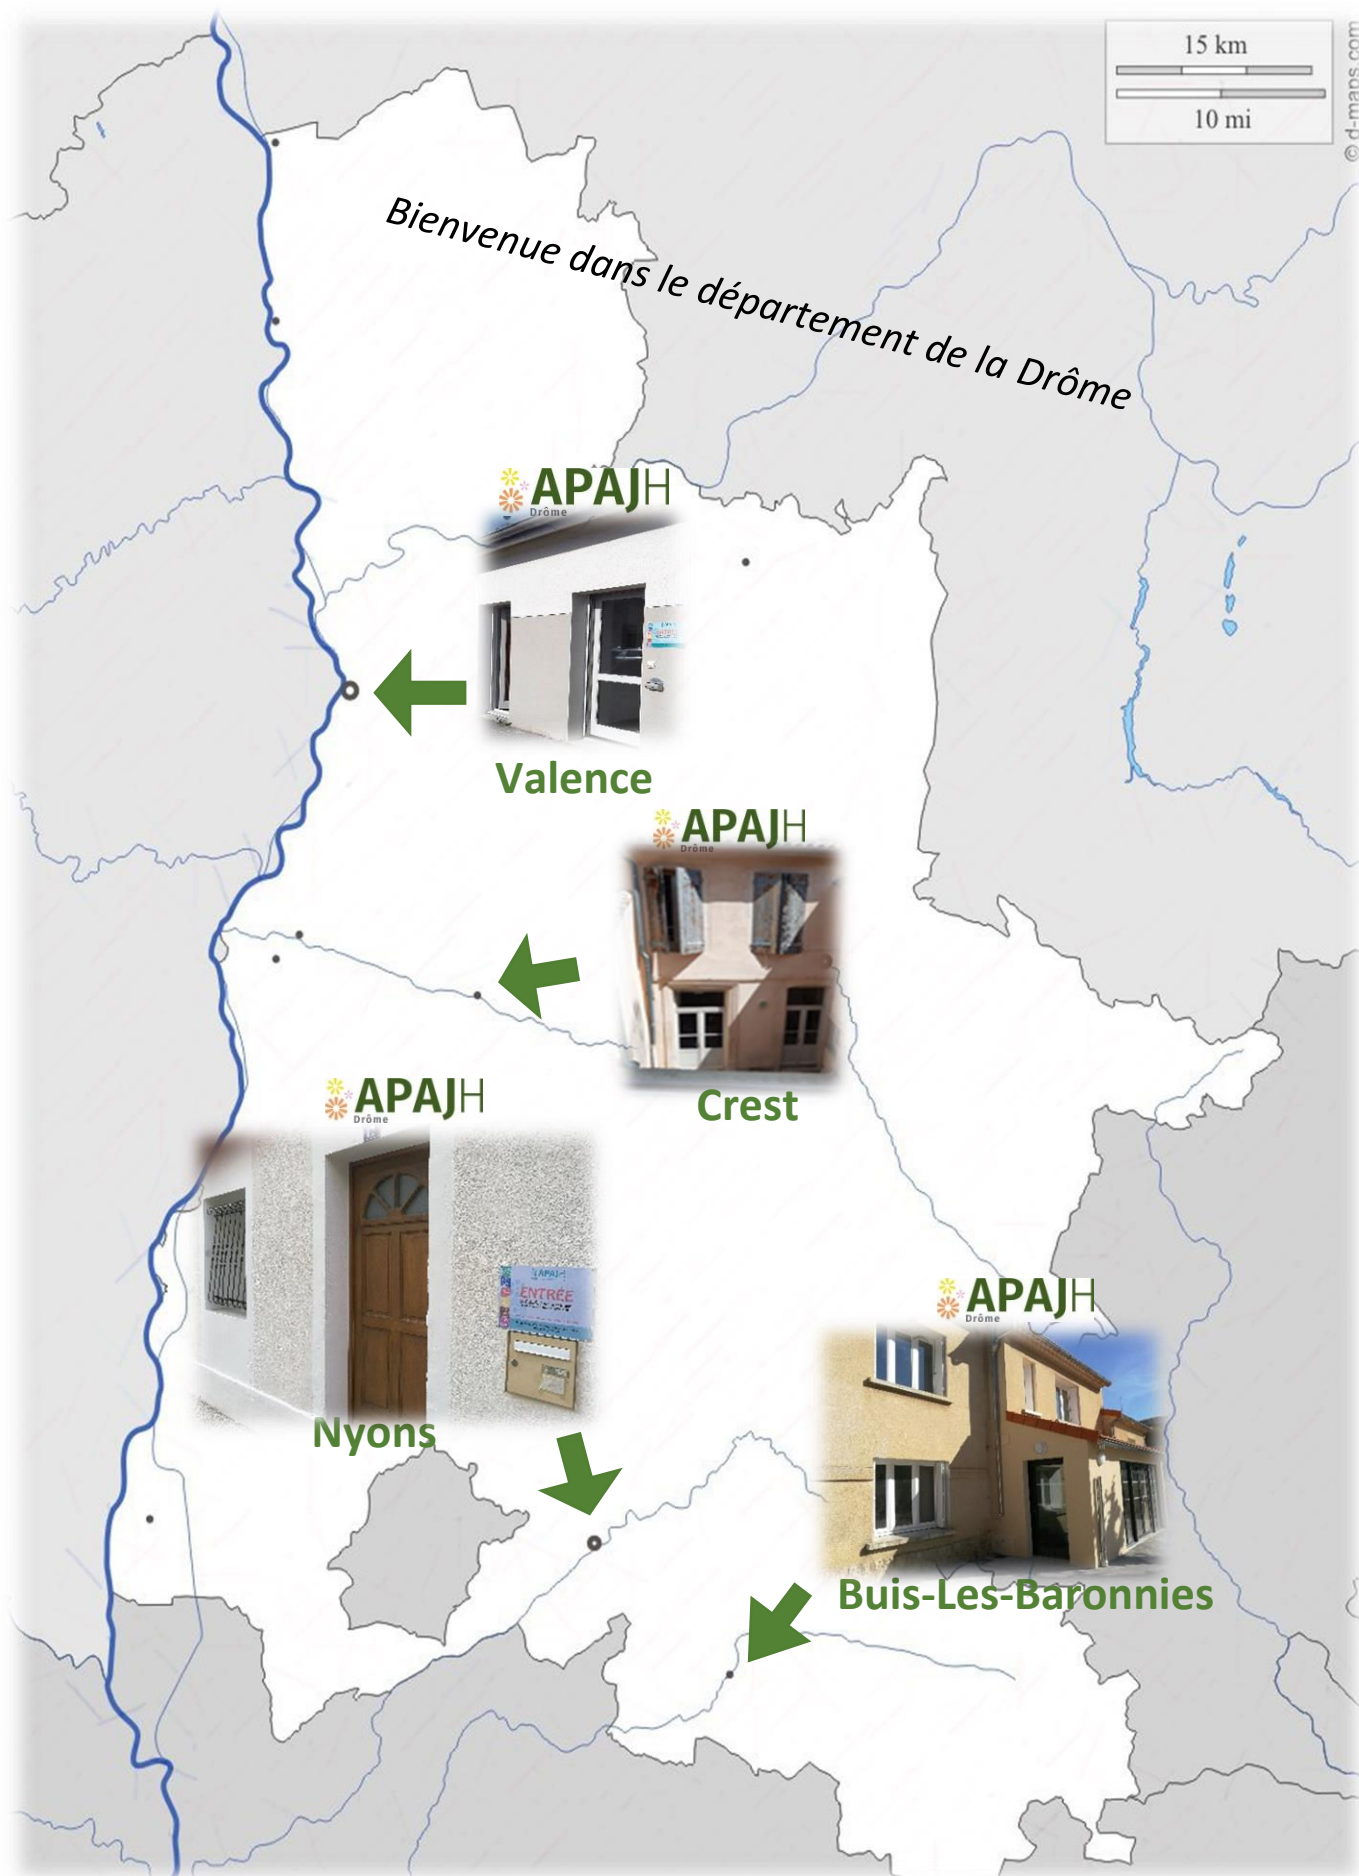 15 km
10 mi
© d-maps.com
Bienvenue dans le département de la Drôme
APAJH
Drôme
Valence
APAJH
Drôme
Crest
APAJH
Drôme
APAJH
ENTRÉE
Nyons
APAJH
Drôme
Buis-Les-Baronnies